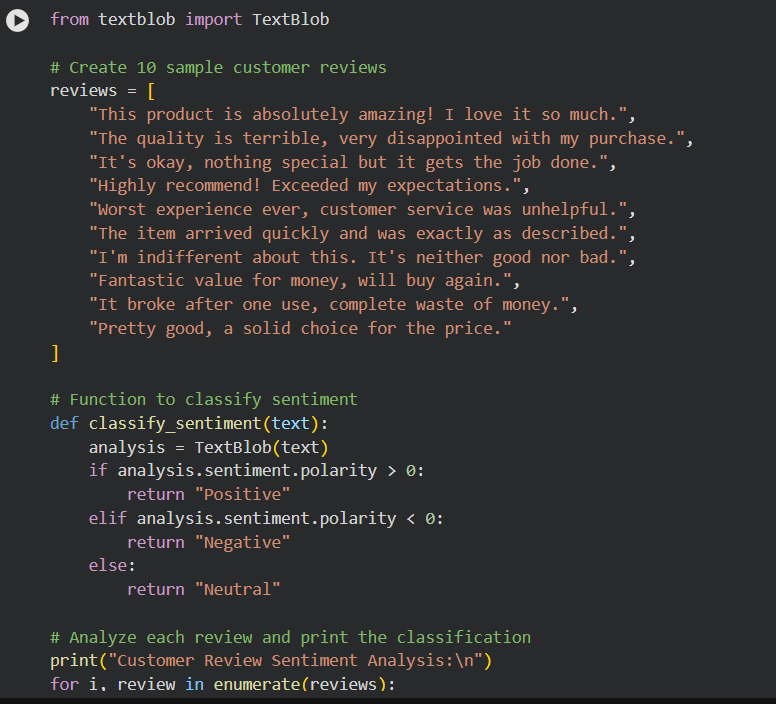 from textblob import TextBlob
# Create 10 sample customer reviews
reviews = [
    "This product is absolutely amazing! I love it so much.",
    "The quality is terrible, very disappointed with my purchase.",
    "It's okay, nothing special but it gets the job done.",
    "Highly recommend! Exceeded my expectations.",
    "Worst experience ever, customer service was unhelpful.",
    "The item arrived quickly and was exactly as described.",
    "I'm indifferent about this. It's neither good nor bad.",
    "Fantastic value for money, will buy again.",
    "It broke after one use, complete waste of money.",
    "Pretty good, a solid choice for the price."
]
# Function to classify sentiment
def classify_sentiment(text):
    analysis = TextBlob(text)
    if analysis.sentiment.polarity > 0:
        return "Positive"
    elif analysis.sentiment.polarity < 0:
        return "Negative"
    else:
        return "Neutral"
# Analyze each review and print the classification
print("Customer Review Sentiment Analysis:\n")
for i, review in enumerate(reviews):